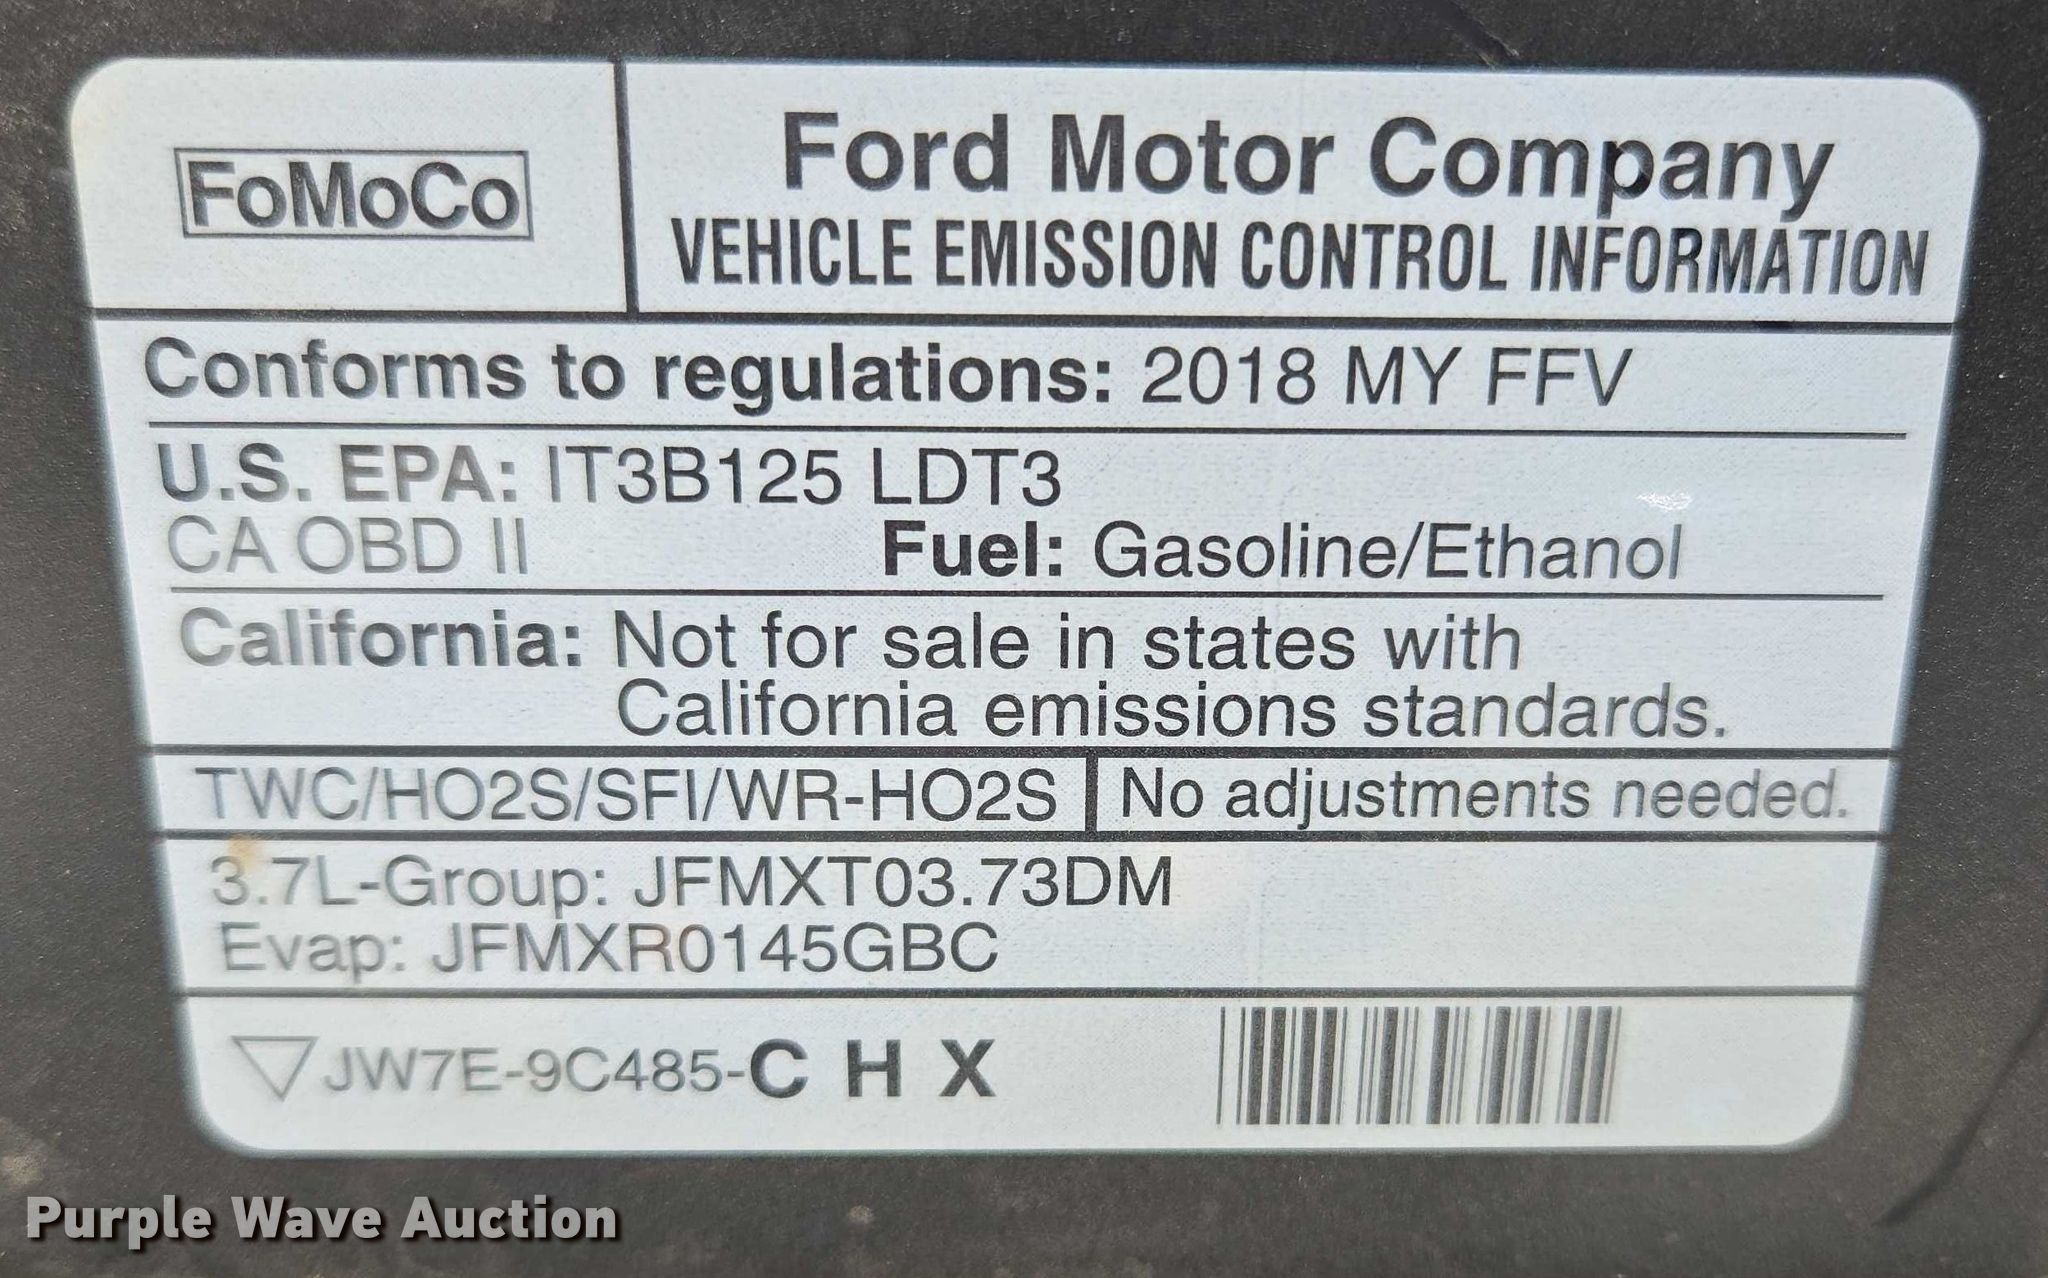 FoMoCo
Ford Motor Company
VEHICLE EMISSION CONTROL INFORMATION
Conforms to regulations: 2018 MY FFV
U.S. EPA: IT3B125 LDT3
CA OBD II Fuel: Gasoline/Ethanol
California: Not for sale in states with
California emissions standards.
TWC/HO2S/SFI/WR-HO2S No adjustments needed.
3.7L-Group: JFMXT03.73DM
Evap: JFMXR0145GBC
JW7E-9C485-C H X
Purple Wave Auction